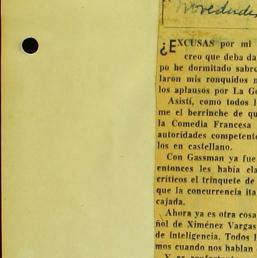 Novedades
¿EXCUSAS por mi
creo que deba da
po he dormitado sabre
laron mis ronquidos n
los aplausos por La Ge
Asistí, como todos l
me el berrinche de qu
la Comedia Francesa
autoridades competent
los en castellano.
Con Gassman ya fue
entonces les había cla
críticos el trinquete de
que la concurrencia ita
cajada.
Ahora ya es otra cosa
ñol de Ximénez Vargas
de inteligencia. Todos l
mos cuando nos hablan